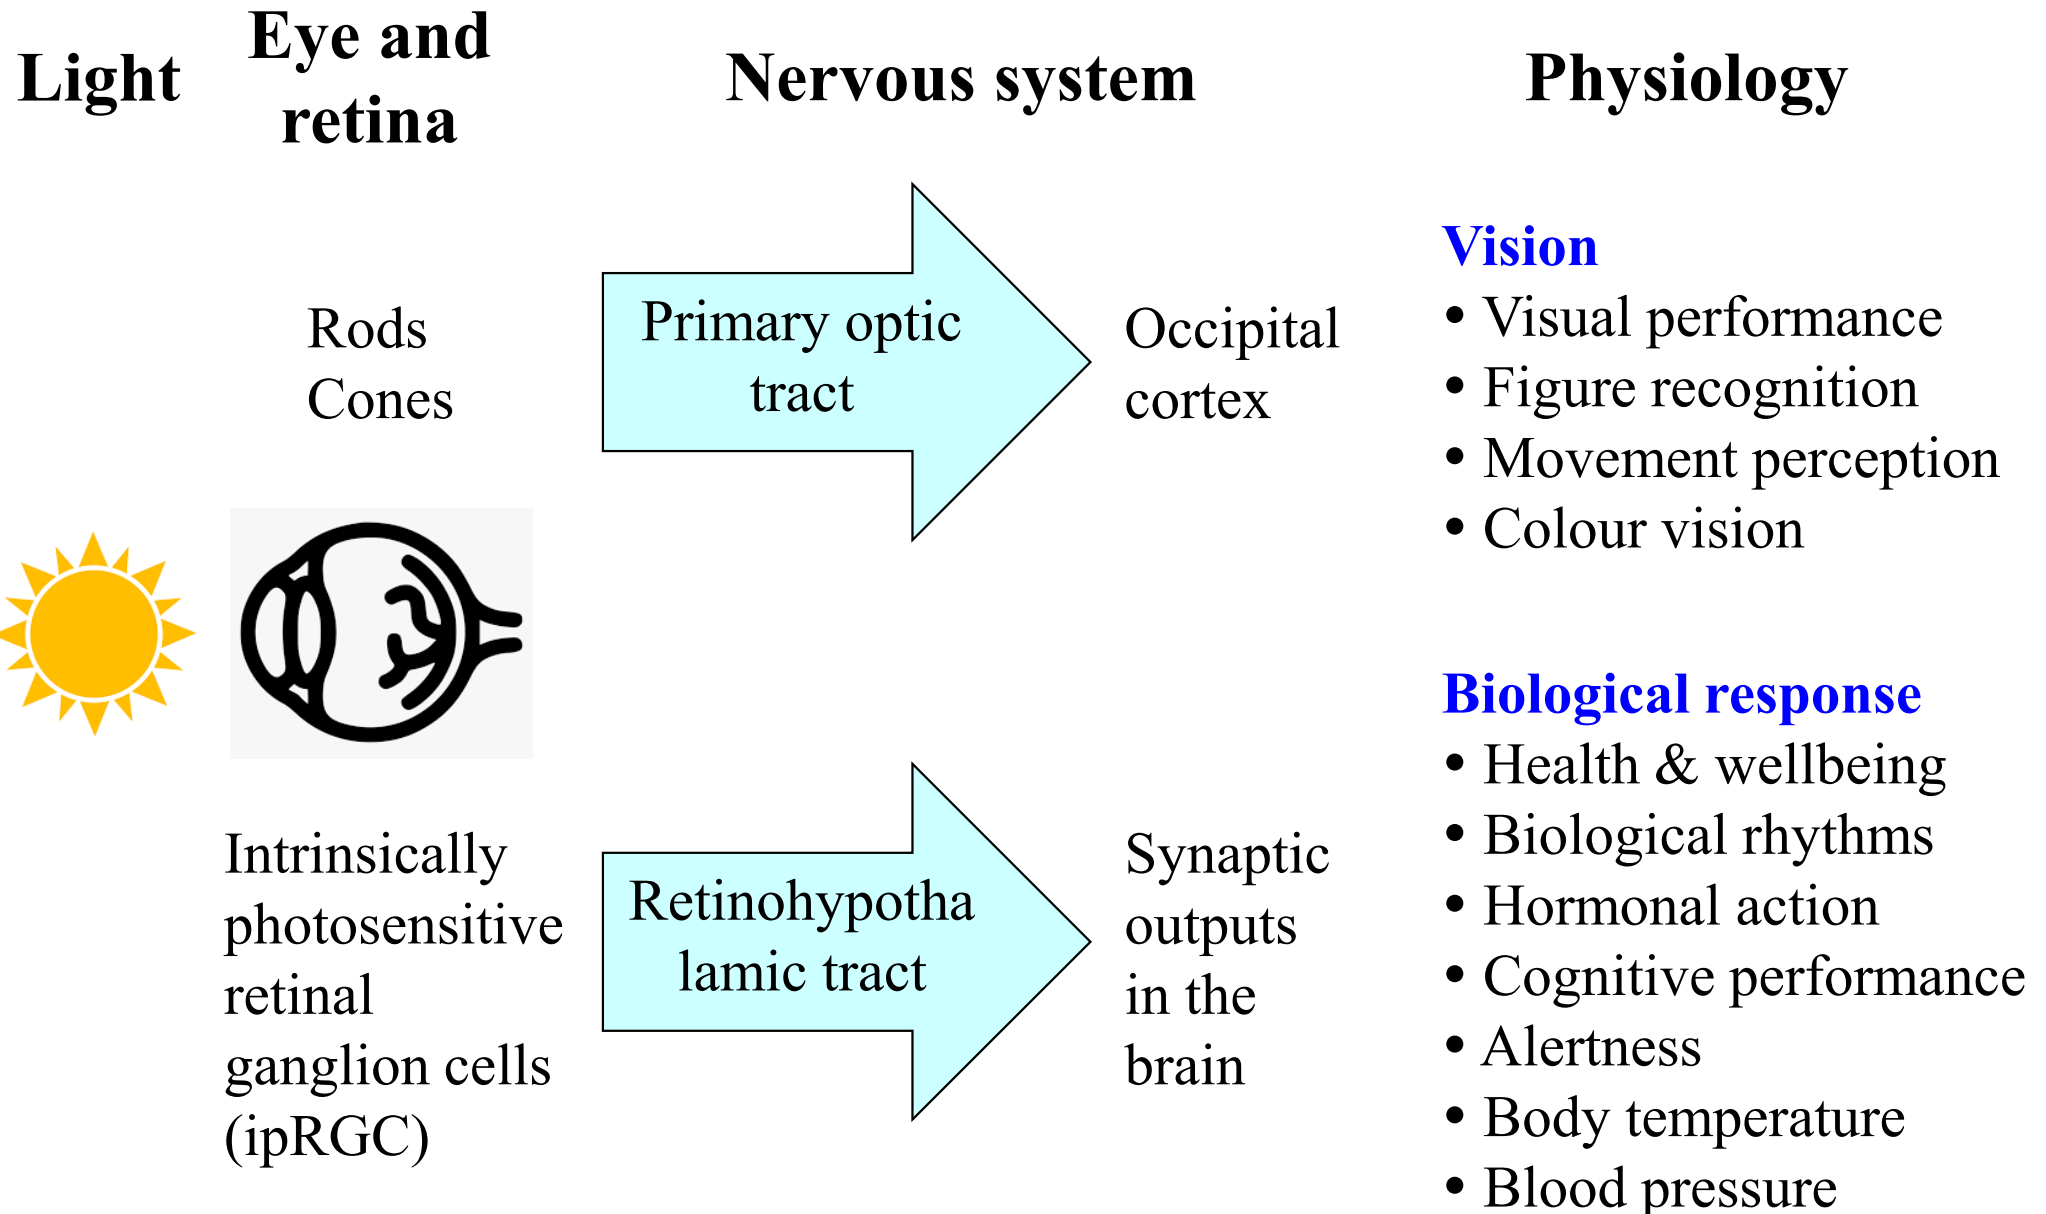 Light
Eye and
retina
Nervous system
Physiology
Rods
Cones
Primary optic
tract
Occipital
cortex
Vision
• Visual performance
• Figure recognition
• Movement perception
• Colour vision
Intrinsically
photosensitive
retinal
ganglion cells
(ipRGC)
Retinohypotha
lamic tract
Synaptic
outputs
in the
brain
Biological response
• Health & wellbeing
• Biological rhythms
• Hormonal action
• Cognitive performance
• Alertness
• Body temperature
• Blood pressure